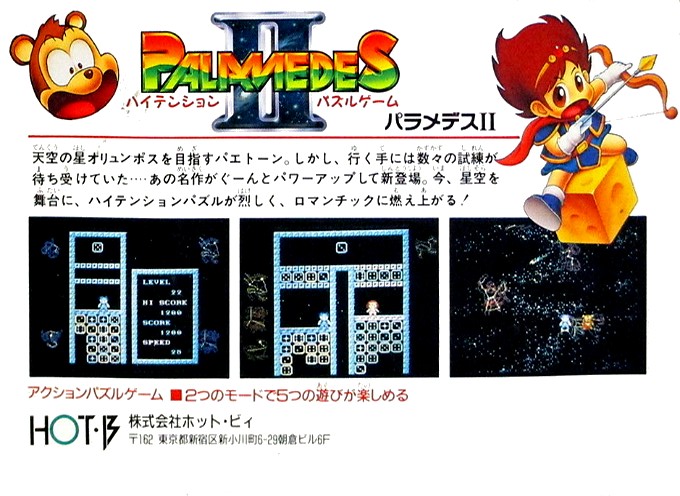 PALAMEDES II
ハイテンション パズルゲーム
パラメデスII
天空の星オリュンポスを目指すパエトーン。しかし、行く手には数々の試練が
待ち受けていた‥‥あの名作がぐーんとパワーアップして新登場。今、星空を
舞台に、ハイテンションパズルが烈しく、ロマンチックに燃え上がる！
LEVEL
22
HI SCORE
1200
SCORE
1200
SPEED
25
アクションパズルゲーム ■2つのモードで5つの遊びが楽しめる
HOT・B 株式会社ホット・ビィ
〒162 東京都新宿区新小川町6-29朝倉ビル6F